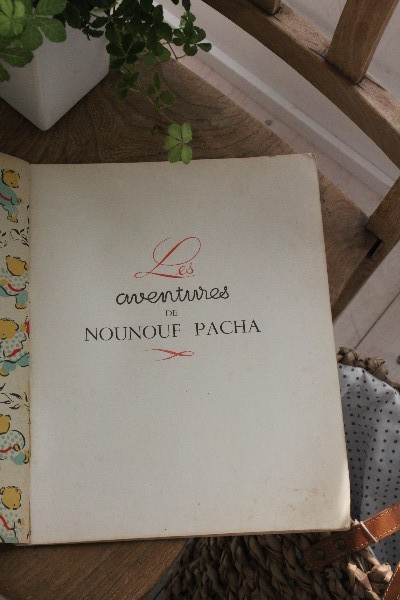 Les
aventures
DE
NOUNOUF PACHA